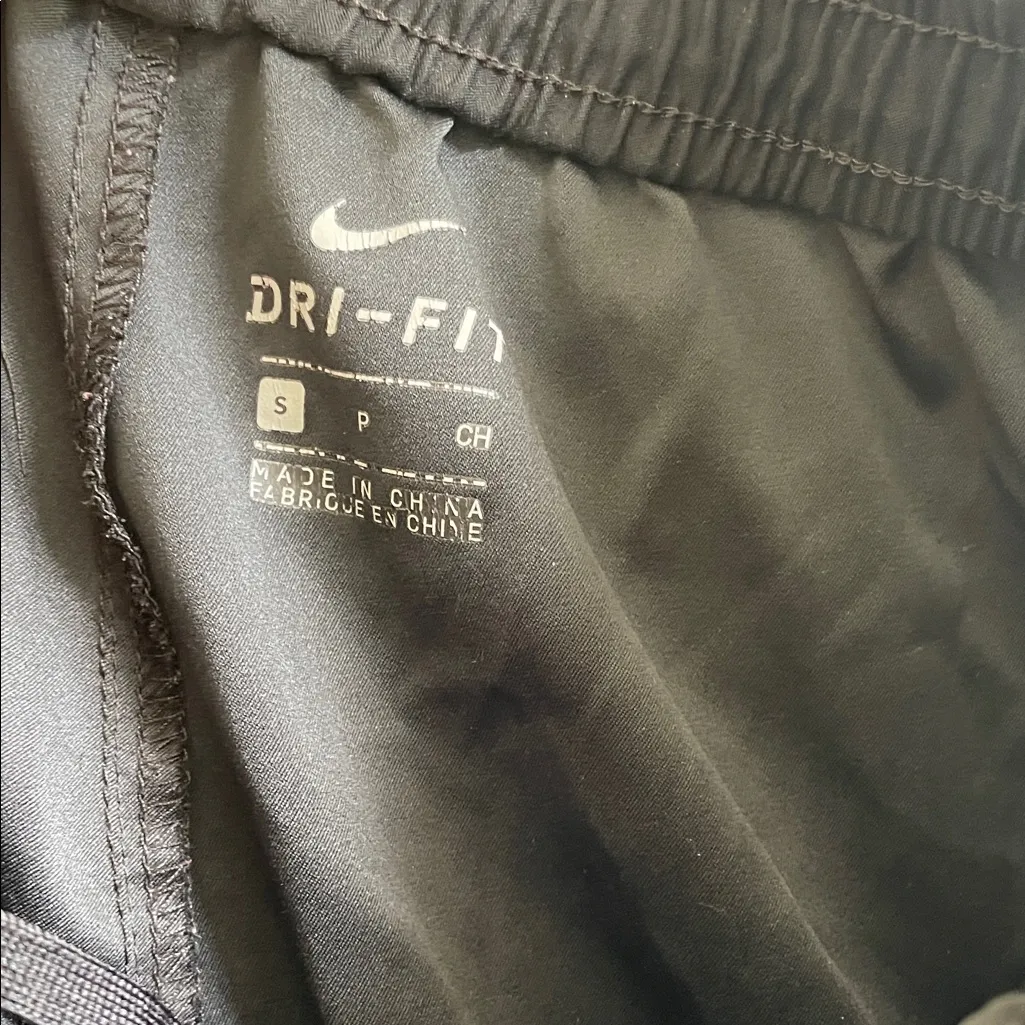 DRI-FIT
S P CH
MADE IN CHINA
FABRIQUE EN CHINE